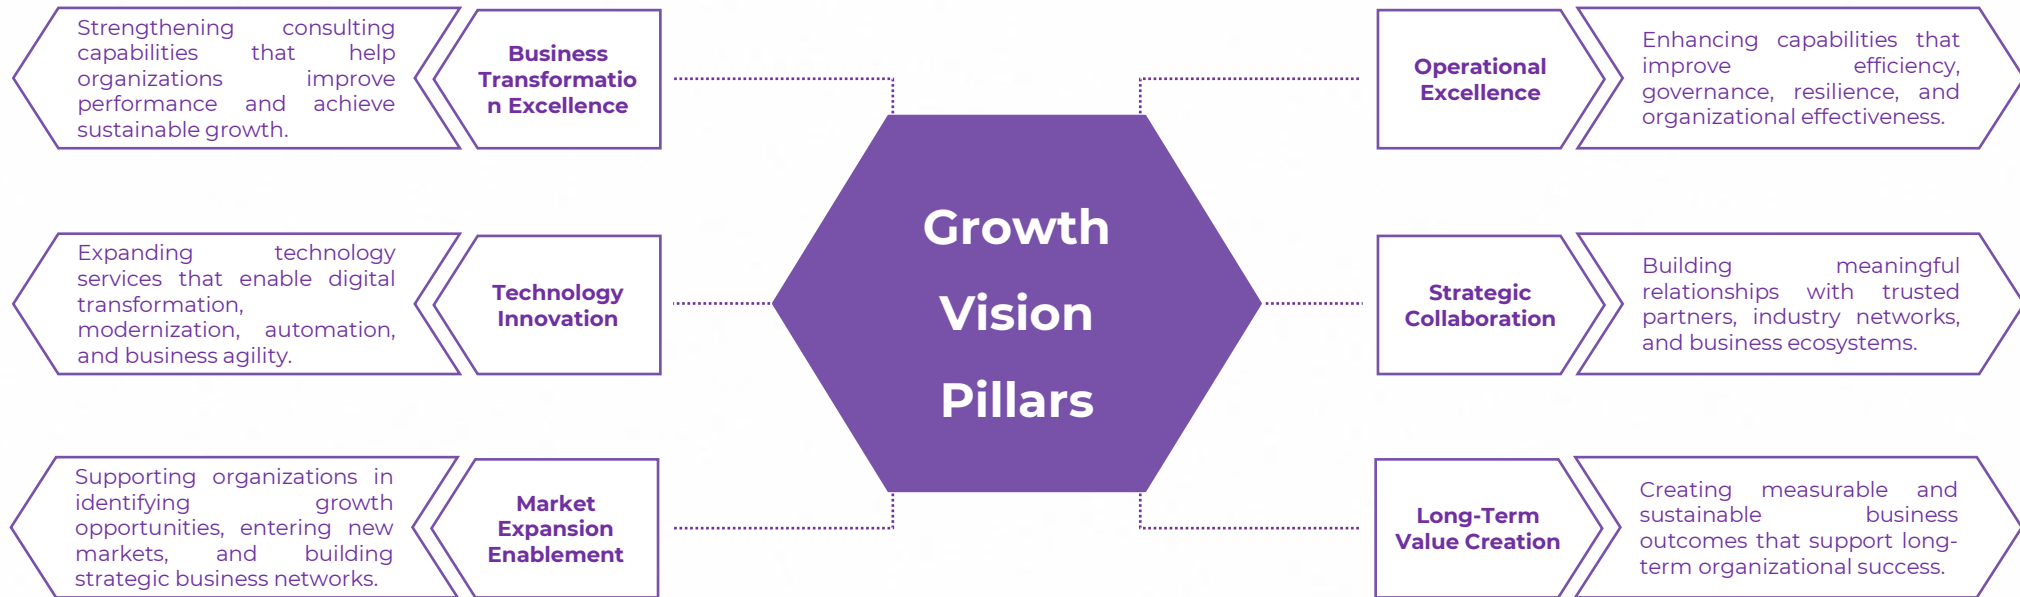 Strengthening consulting
capabilities that help
organizations improve
performance and achieve
sustainable growth.
Business
Transformatio
n Excellence
Expanding technology
services that enable digital
transformation,
modernization, automation,
and business agility.
Technology
Innovation
Supporting organizations in
identifying growth
opportunities, entering new
markets, and building
strategic business networks.
Market
Expansion
Enablement
Growth
Vision
Pillars
Operational
Excellence
Enhancing capabilities that
improve efficiency,
governance, resilience, and
organizational effectiveness.
Strategic
Collaboration
Building meaningful
relationships with trusted
partners, industry networks,
and business ecosystems.
Long-Term
Value Creation
Creating measurable and
sustainable business
outcomes that support long-
term organizational success.